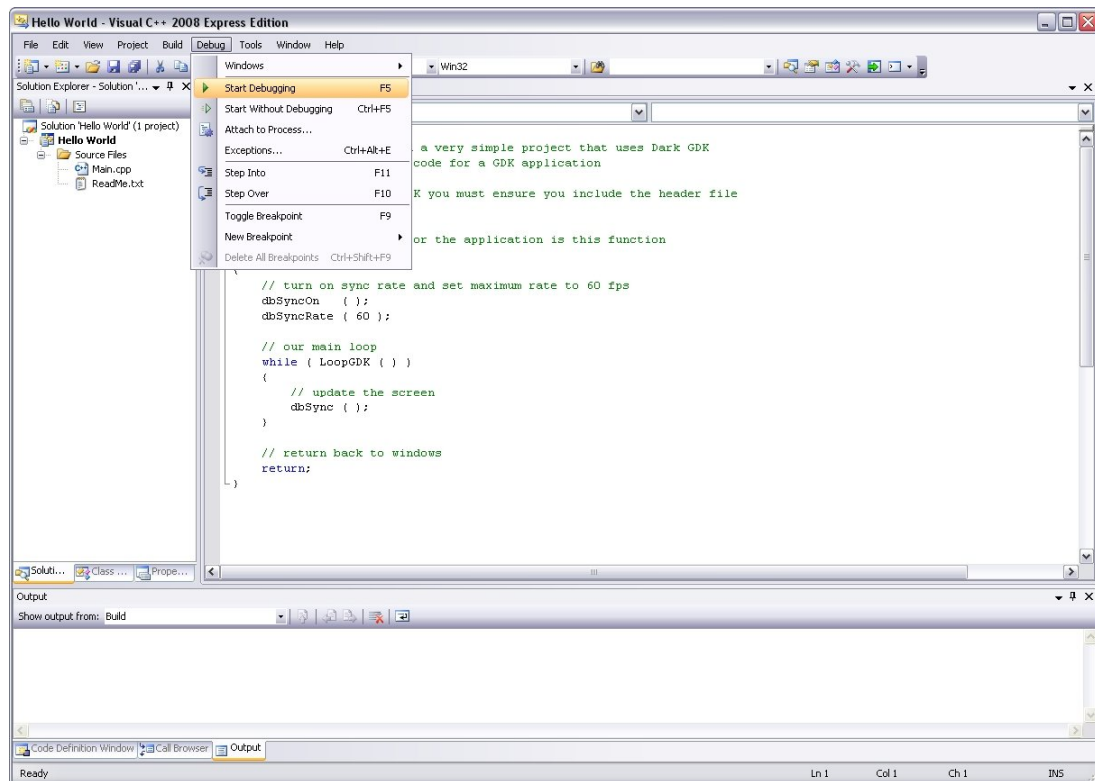 Hello World - Visual C++ 2008 Express Edition
File Edit View Project Build Debug Tools Window Help
Win32
Solution Explorer - Solution '...
Solution 'Hello World' (1 project)
Hello World
Source Files
Main.cpp
ReadMe.txt
Windows
Start Debugging F5
Start Without Debugging Ctrl+F5
Attach to Process...
Exceptions... Ctrl+Alt+E
Step Into F11
Step Over F10
Toggle Breakpoint F9
New Breakpoint
Delete All Breakpoints Ctrl+Shift+F9
a very simple project that uses Dark GDK
code for a GDK application
K you must ensure you include the header file
or the application is this function
{
// turn on sync rate and set maximum rate to 60 fps
dbSyncOn ( );
dbSyncRate ( 60 );
// our main loop
while ( LoopGDK ( ) )
{
// update the screen
dbSync ( );
}
// return back to windows
return;
}
Soluti... Class ... Prope...
Output
Show output from: Build
Code Definition Window Call Browser Output
Ready Ln 1 Col 1 Ch 1 INS